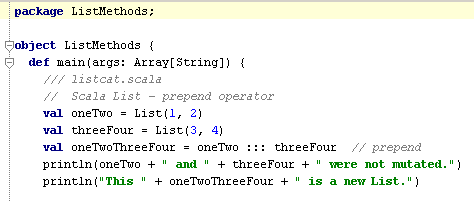 package ListMethods;
object ListMethods {
def main(args: Array[String]) {
/// listcat.scala
// Scala List - prepend operator
val oneTwo = List(1, 2)
val threeFour = List(3, 4)
val oneTwoThreeFour = oneTwo ::: threeFour // prepend
println(oneTwo + " and " + threeFour + " were not mutated.")
println("This " + oneTwoThreeFour + " is a new List.")